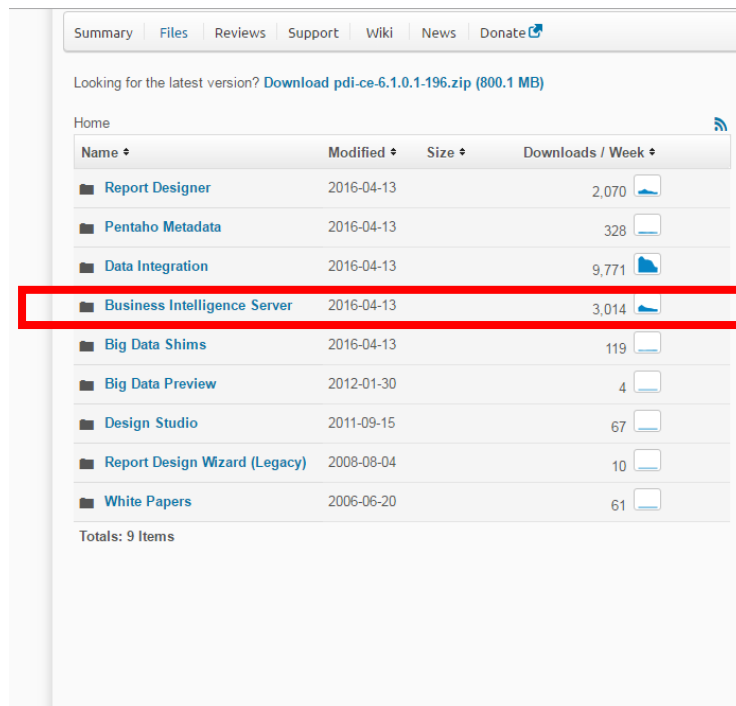 Summary Files Reviews Support Wiki News Donate
Looking for the latest version? Download pdi-ce-6.1.0.1-196.zip (800.1 MB)
Home
Name Modified Size Downloads / Week
Report Designer 2016-04-13 2,070
Pentaho Metadata 2016-04-13 328
Data Integration 2016-04-13 9,771
Business Intelligence Server 2016-04-13 3,014
Big Data Shims 2016-04-13 119
Big Data Preview 2012-01-30 4
Design Studio 2011-09-15 67
Report Design Wizard (Legacy) 2008-08-04 10
White Papers 2006-06-20 61
Totals: 9 Items